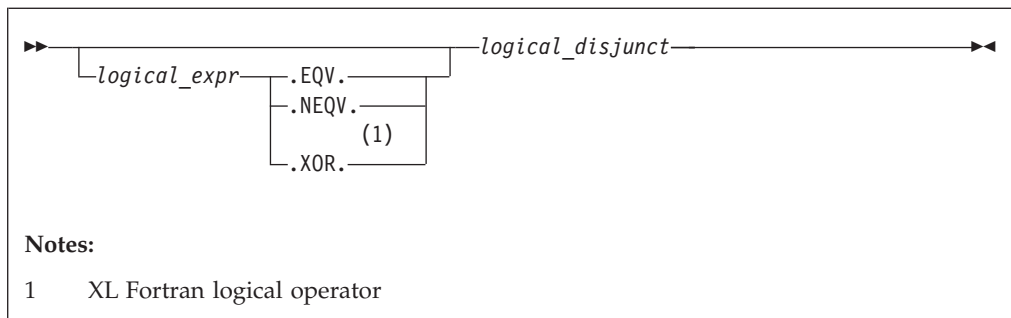 logical_disjunct
logical_expr .EQV.
.NEQV.
(1)
.XOR.
Notes:
1 XL Fortran logical operator